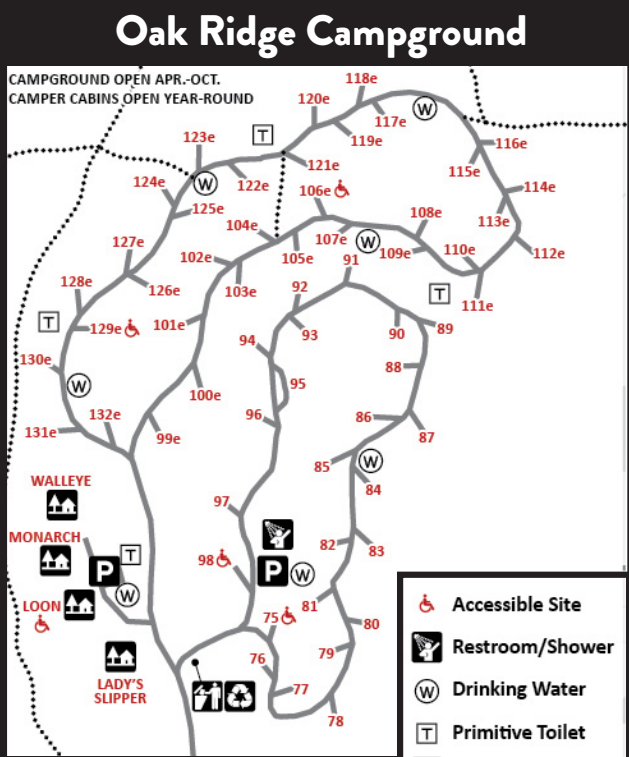 Oak Ridge Campground
CAMPGROUND OPEN APR.-OCT.
CAMPER CABINS OPEN YEAR-ROUND
118e
120e
W
117e
123e
T
119e
116e
121e
115e
124e
W
122e
106e
114e
125e
104e
108e
113e
127e
107e
W
109e
110e
112e
102e
105e
91
128e
126e
103e
92
T
111e
T
129e
101e
94
93
90
89
130e
88
W
95
100e
132e
96
86
131e
99e
87
85
W
WALLEYE
84
97
MONARCH
T
82
83
P
98
P
W
LOON
W
81
75
80
76
79
LADY'S
SLIPPER
77
78
Accessible Site
Restroom/Shower
W Drinking Water
T Primitive Toilet